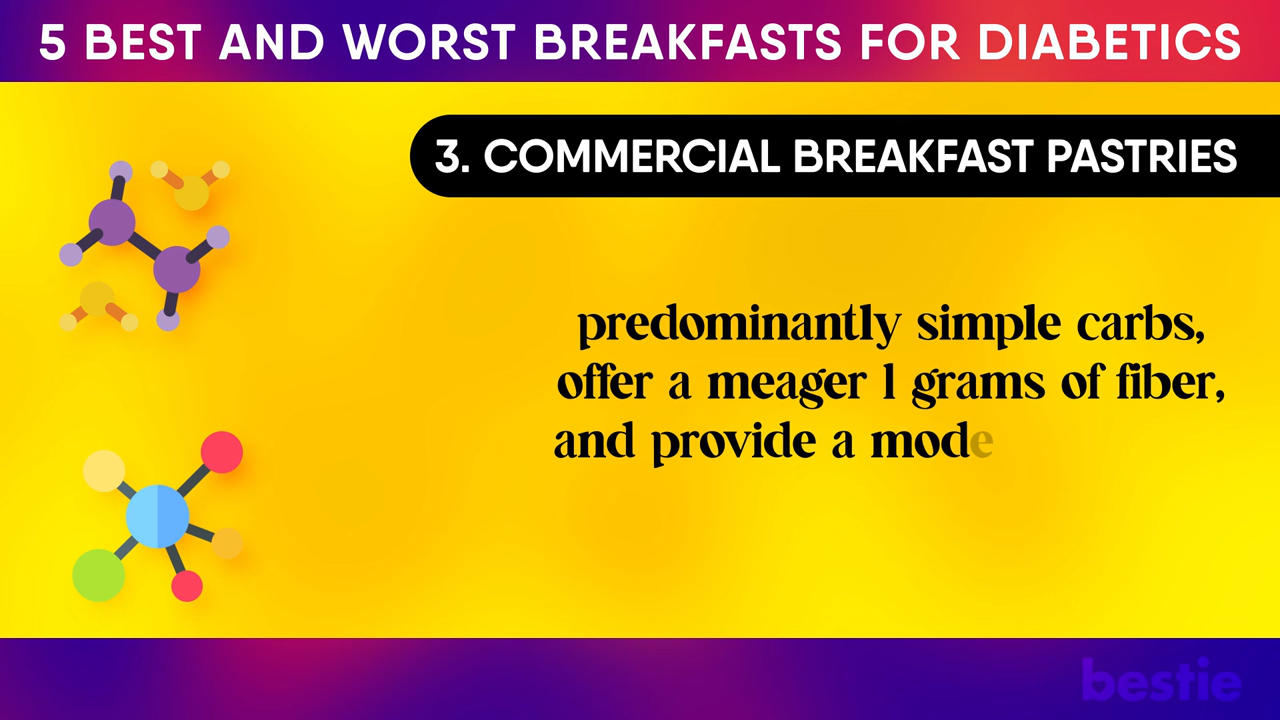 5 BEST AND WORST BREAKFASTS FOR DIABETICS
3. COMMERCIAL BREAKFAST PASTRIES
predominantly simple carbs,
offer a meager 1 grams of fiber,
and provide a mode
bestie